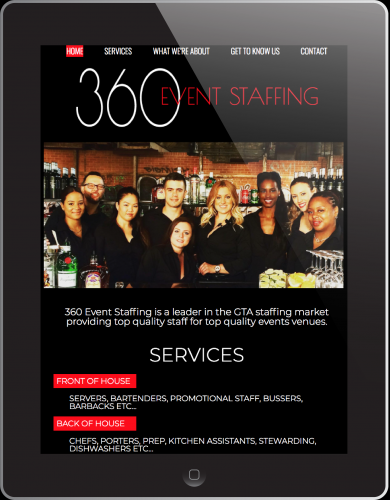 HOME SERVICES WHAT WE'RE ABOUT GET TO KNOW US CONTACT
360 EVENT STAFFING
360 Event Staffing is a leader in the GTA staffing market
providing top quality staff for top quality events venues.
SERVICES
FRONT OF HOUSE
SERVERS, BARTENDERS, PROMOTIONAL STAFF, BUSSERS,
BARBACKS ETC...
BACK OF HOUSE
CHEFS, PORTERS, PREP, KITCHEN ASSISTANTS, STEWARDING,
DISHWASHERS ETC...